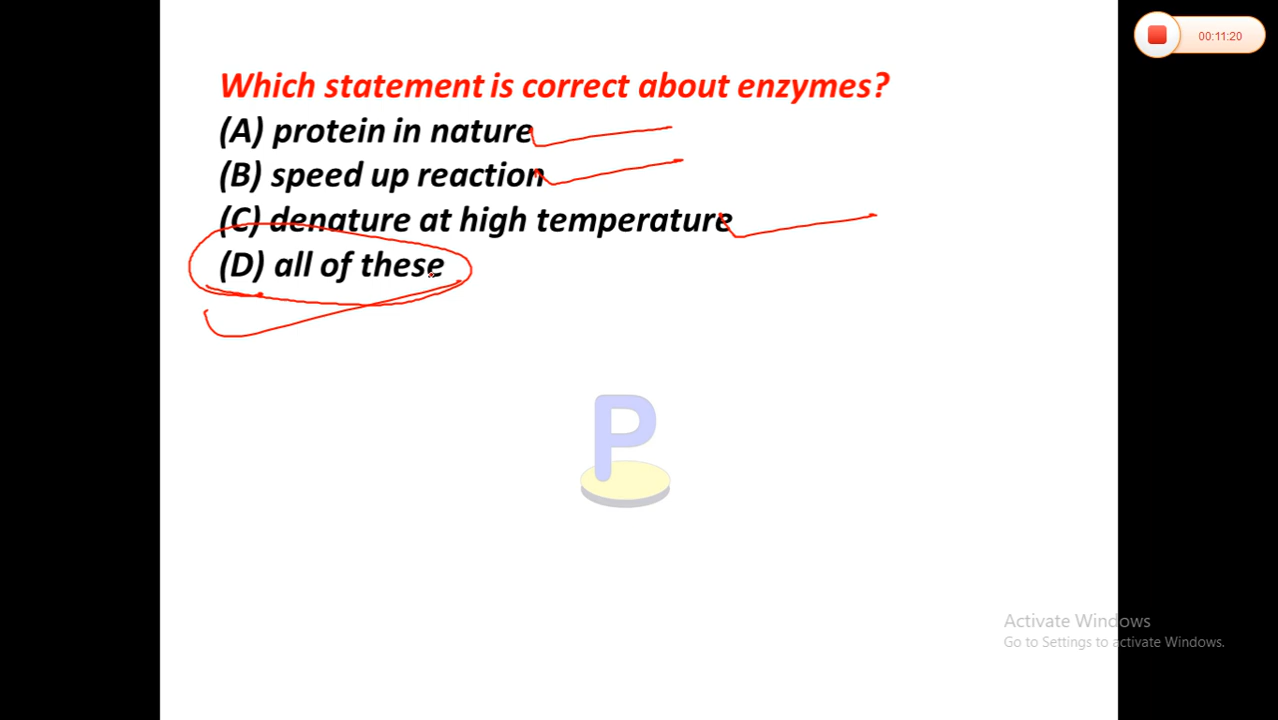 00:11:20
Which statement is correct about enzymes?
(A) protein in nature
(B) speed up reaction
(C) denature at high temperature
(D) all of these
P
Activate Windows
Go to Settings to activate Windows.